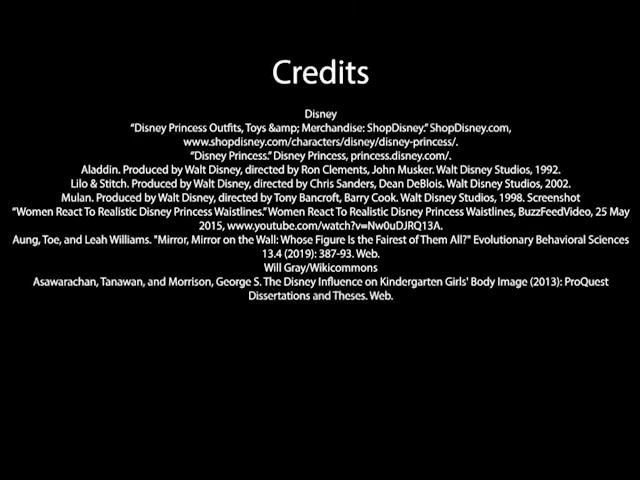 Credits
Disney
“Disney Princess Outfits, Toys &amp; Merchandise: ShopDisney.” ShopDisney.com,
www.shopdisney.com/characters/disney/disney-princess/.
“Disney Princess.” Disney Princess, princess.disney.com/.
Aladdin. Produced by Walt Disney, directed by Ron Clements, John Musker. Walt Disney Studios, 1992.
Lilo & Stitch. Produced by Walt Disney, directed by Chris Sanders, Dean DeBlois. Walt Disney Studios, 2002.
Mulan. Produced by Walt Disney, directed by Tony Bancroft, Barry Cook. Walt Disney Studios, 1998. Screenshot
“Women React To Realistic Disney Princess Waistlines.” Women React To Realistic Disney Princess Waistlines, BuzzFeedVideo, 25 May
2015, www.youtube.com/watch?v=Nw0uDJRQ13A.
Aung, Toe, and Leah Williams. "Mirror, Mirror on the Wall: Whose Figure Is the Fairest of Them All?" Evolutionary Behavioral Sciences
13.4 (2019): 387-93. Web.
Will Gray/Wikicommons
Asawarachan, Tanawan, and Morrison, George S. The Disney Influence on Kindergarten Girls' Body Image (2013): ProQuest
Dissertations and Theses. Web.